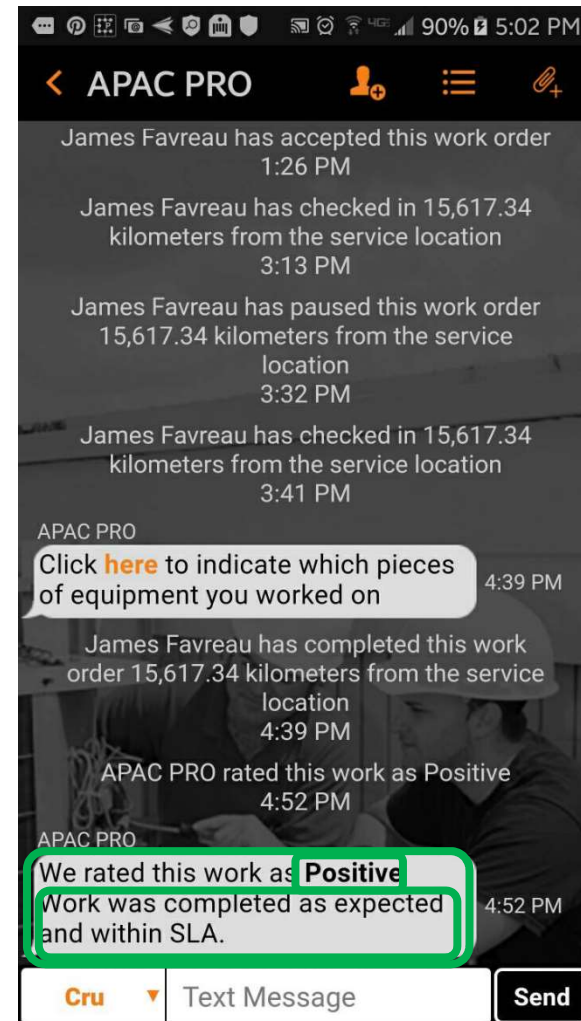 90% 5:02 PM
APAC PRO
James Favreau has accepted this work order
1:26 PM
James Favreau has checked in 15,617.34
kilometers from the service location
3:13 PM
James Favreau has paused this work order
15,617.34 kilometers from the service
location
3:32 PM
James Favreau has checked in 15,617.34
kilometers from the service location
3:41 PM
APAC PRO
Click here to indicate which pieces
of equipment you worked on
4:39 PM
James Favreau has completed this work
order 15,617.34 kilometers from the service
location
4:39 PM
APAC PRO rated this work as Positive
4:52 PM
APAC PRO
We rated this work as Positive
Work was completed as expected
and within SLA.
4:52 PM
Cru Text Message Send